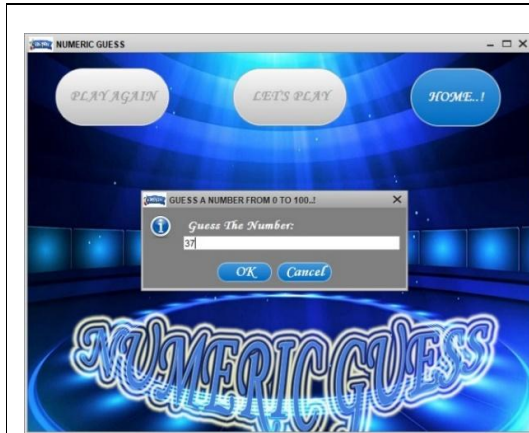 NUMERIC GUESS
PLAY AGAIN
LET'S PLAY
HOME..!
GUESS A NUMBER FROM 0 TO 100..!
Guess The Number:
37
OK
Cancel
NUMERIC GUESS